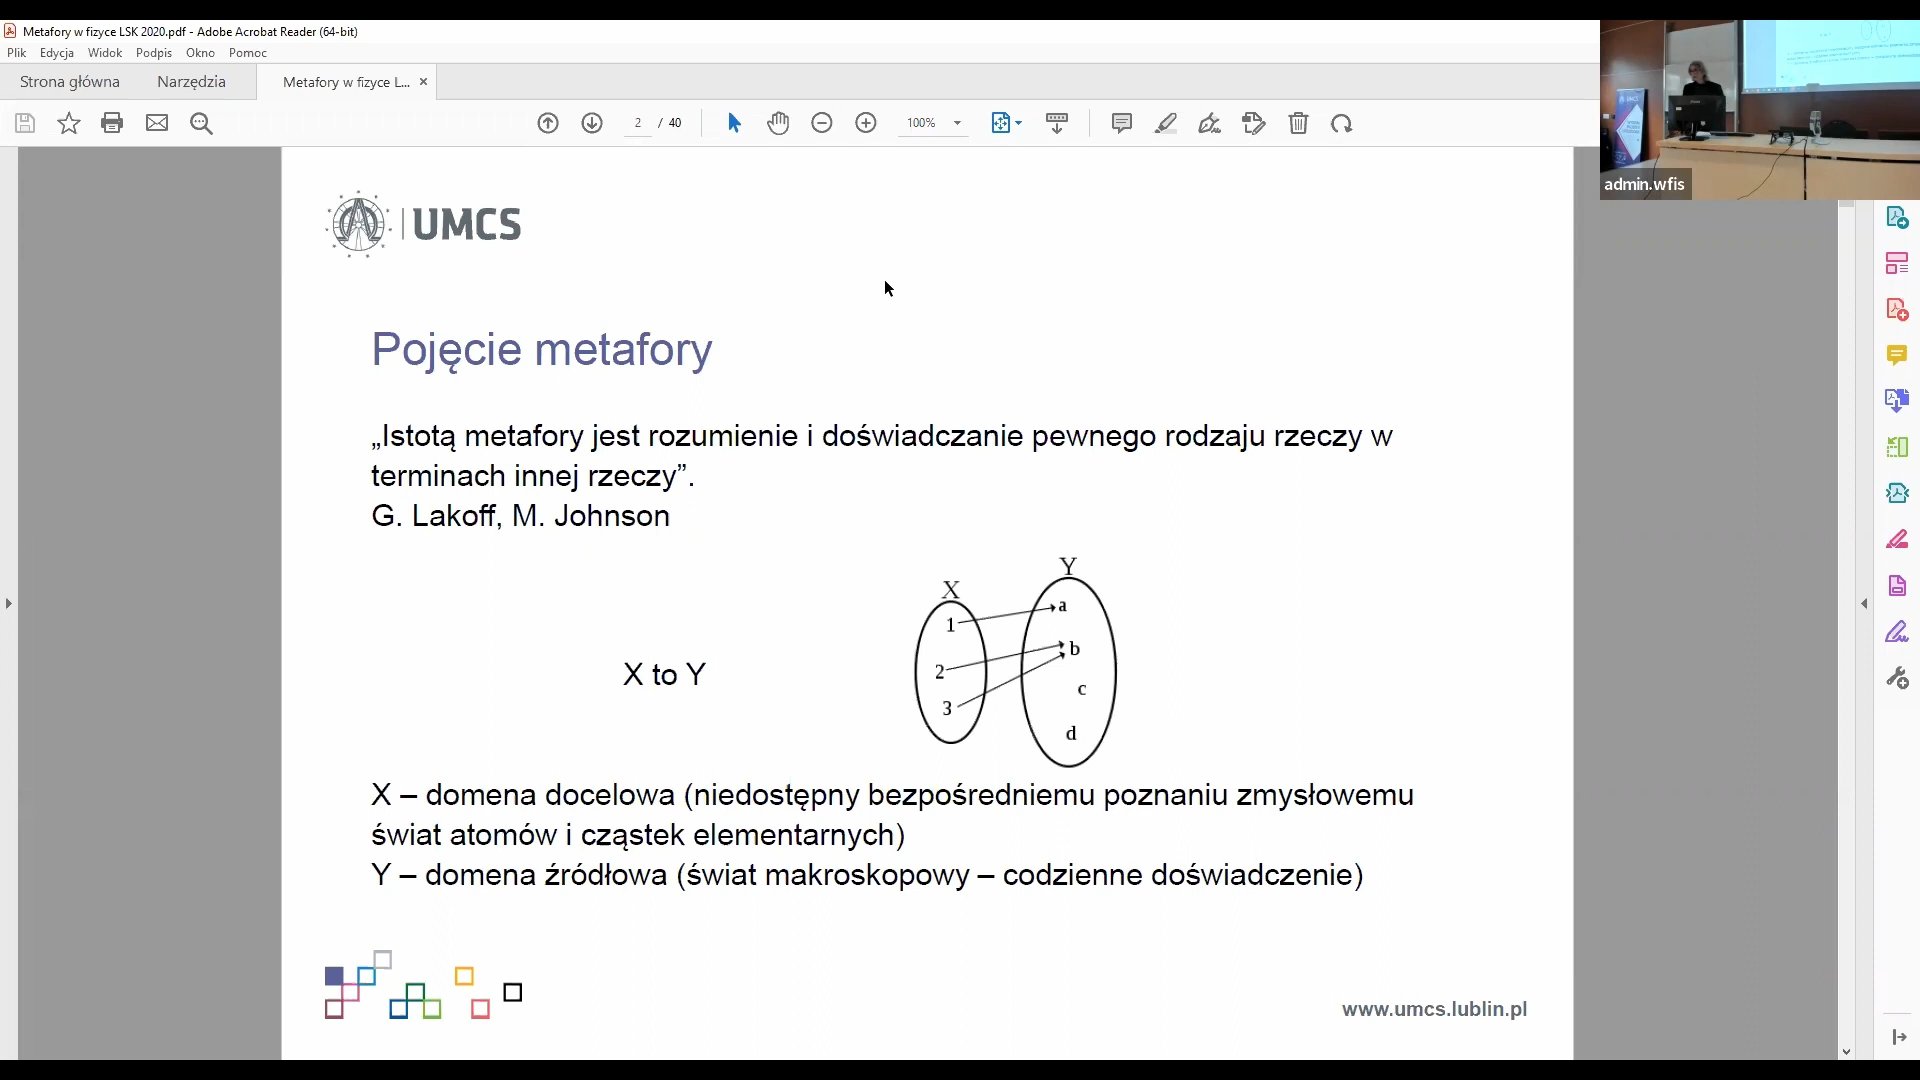 Metafory w fizyce LSK 2020.pdf - Adobe Acrobat Reader (64-bit)
Plik Edycja Widok Podpis Okno Pomoc
Strona główna Narzędzia Metafory w fizyce L... ×
2 / 40 100%
admin.wfis
UMCS
Pojęcie metafory
„Istotą metafory jest rozumienie i doświadczanie pewnego rodzaju rzeczy w
terminach innej rzeczy”.
G. Lakoff, M. Johnson
X to Y
X
1
2
3
Y
a
b
c
d
X – domena docelowa (niedostępny bezpośredniemu poznaniu zmysłowemu
świat atomów i cząstek elementarnych)
Y – domena źródłowa (świat makroskopowy – codzienne doświadczenie)
www.umcs.lublin.pl